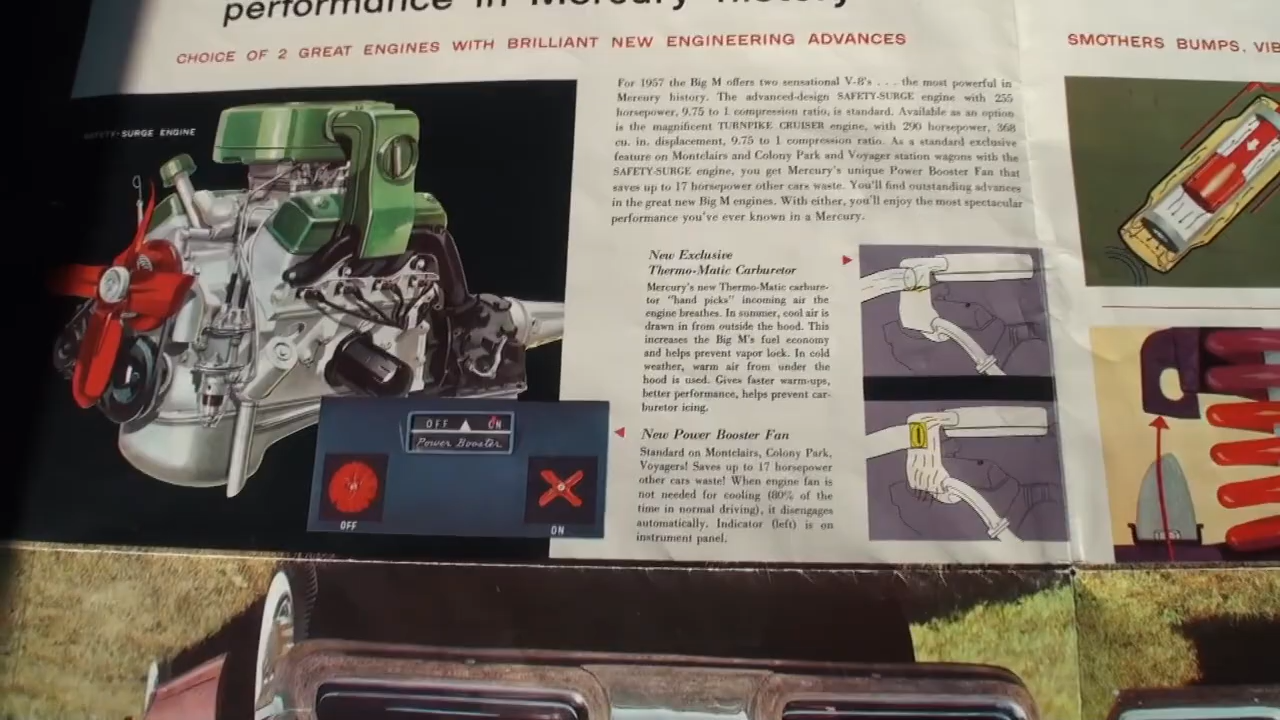 performance in Mercury history
CHOICE OF 2 GREAT ENGINES WITH BRILLIANT NEW ENGINEERING ADVANCES
SAFETY-SURGE ENGINE
For 1957 the Big M offers two sensational V-8's . . . the most powerful in
Mercury history. The advanced-design SAFETY-SURGE engine with 255
horsepower, 9.75 to 1 compression ratio, is standard. Available as an option
is the magnificent TURNPIKE CRUISER engine, with 290 horsepower, 368
cu. in. displacement, 9.75 to 1 compression ratio. As a standard exclusive
feature on Montclairs and Colony Park and Voyager station wagons with the
SAFETY-SURGE engine, you get Mercury's unique Power Booster Fan that
saves up to 17 horsepower other cars waste. You'll find outstanding advances
in the great new Big M engines. With either, you'll enjoy the most spectacular
performance you've ever known in a Mercury.
New Exclusive
Thermo-Matic Carburetor
Mercury's new Thermo-Matic carbure-
tor "hand picks" incoming air the
engine breathes. In summer, cool air is
drawn in from outside the hood. This
increases the Big M's fuel economy
and helps prevent vapor lock. In cold
weather, warm air from under the
hood is used. Gives faster warm-ups,
better performance, helps prevent car-
buretor icing.
New Power Booster Fan
Standard on Montclairs, Colony Park,
Voyagers! Saves up to 17 horsepower
other cars waste! When engine fan is
not needed for cooling (80% of the
time in normal driving), it disengages
automatically. Indicator (left) is on
instrument panel.
OFF ON
Power Booster
OFF
ON
SMOTHERS BUMPS,